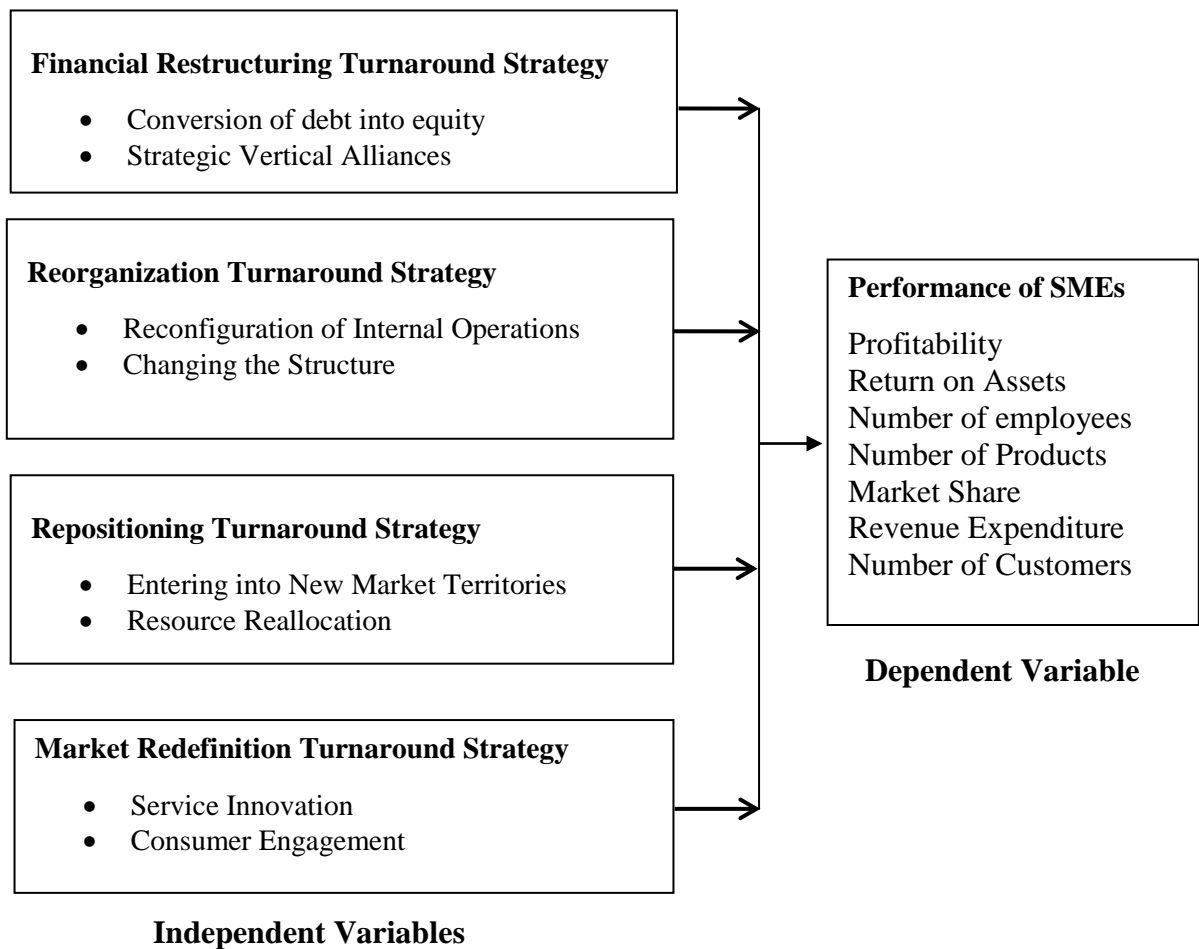 Financial Restructuring Turnaround Strategy
• Conversion of debt into equity
• Strategic Vertical Alliances
Reorganization Turnaround Strategy
• Reconfiguration of Internal Operations
• Changing the Structure
Repositioning Turnaround Strategy
• Entering into New Market Territories
• Resource Reallocation
Market Redefinition Turnaround Strategy
• Service Innovation
• Consumer Engagement
Independent Variables
Performance of SMEs
Profitability
Return on Assets
Number of employees
Number of Products
Market Share
Revenue Expenditure
Number of Customers
Dependent Variable